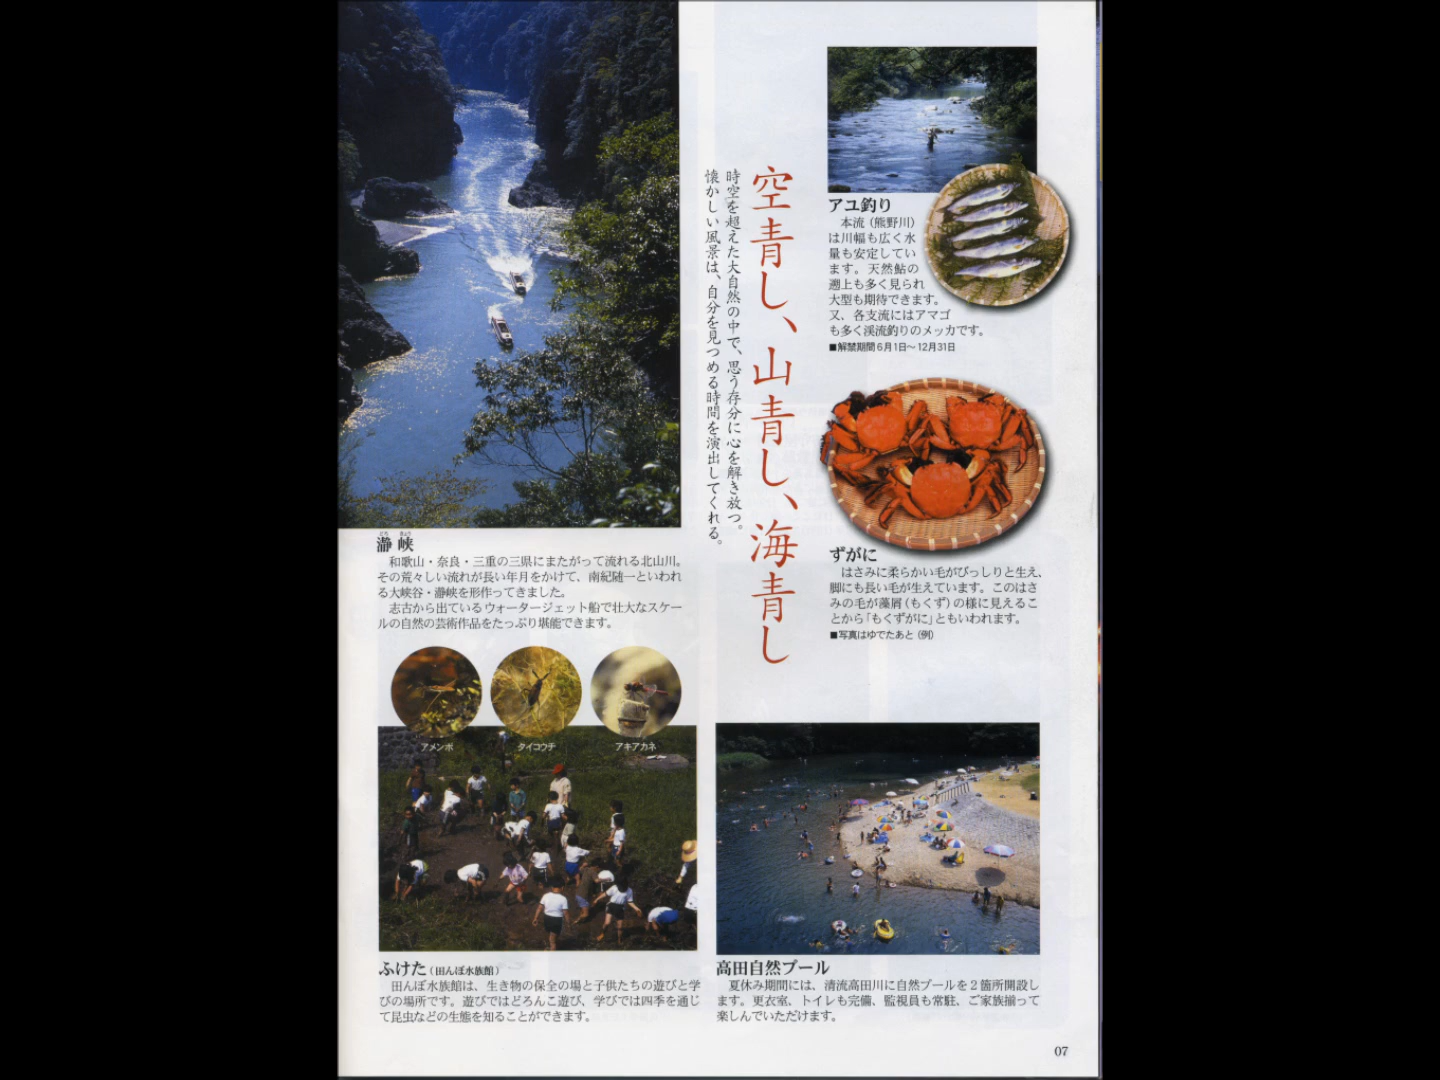 空青し、山青し、海青し
時空を超えた大自然の中で、思う存分に心を解き放つ。
懐かしい風景は、自分を見つめる時間を演出してくれる。
アユ釣り
本流（熊野川）
は川幅も広く水
量も安定してい
ます。天然鮎の
遡上も多く見られ
大型も期待できます。
又、各支流にはアマゴ
も多く渓流釣りのメッカです。
■解禁期間6月1日〜12月31日
ずがに
はさみに柔らかい毛がびっしりと生え、
脚にも長い毛が生えています。このはさ
みの毛が藻屑（もくず）の様に見えるこ
とから「もくずがに」ともいわれます。
■写真はゆでたあと（例）
どろ きょう
瀞峡
和歌山・奈良・三重の三県にまたがって流れる北山川。
その荒々しい流れが長い年月をかけて、南紀随一といわれ
る大峡谷・瀞峡を形作ってきました。
志古から出ているウォータージェット船で壮大なスケー
ルの自然の芸術作品をたっぷり堪能できます。
アメンボ
タイコウチ
アキアカネ
ふけた（田んぼ水族館）
田んぼ水族館は、生き物の保全の場と子供たちの遊びと学
びの場所です。遊びではどろんこ遊び、学びでは四季を通じ
て昆虫などの生態を知ることができます。
高田自然プール
夏休み期間には、清流高田川に自然プールを２箇所開設し
ます。更衣室、トイレも完備、監視員も常駐、ご家族揃って
楽しんでいただけます。
07